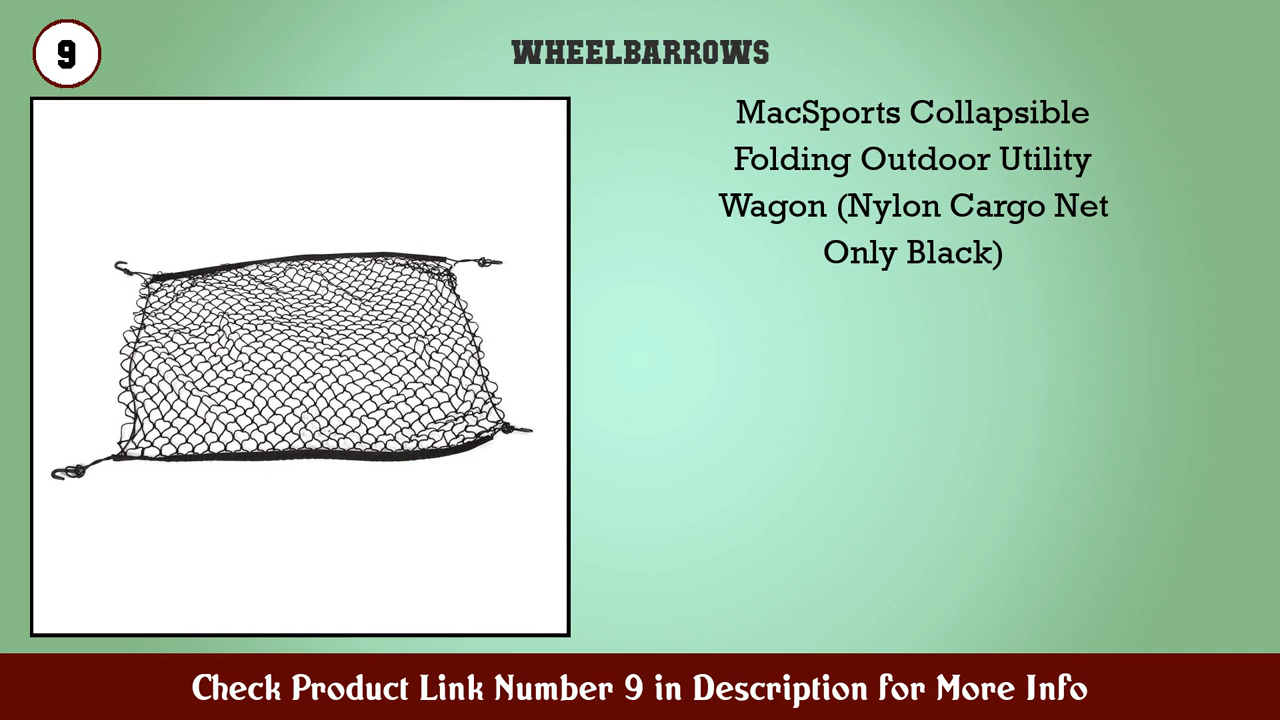 9
WHEELBARROWS
MacSports Collapsible
Folding Outdoor Utility
Wagon (Nylon Cargo Net
Only Black)
Check Product Link Number 9 in Description for More Info